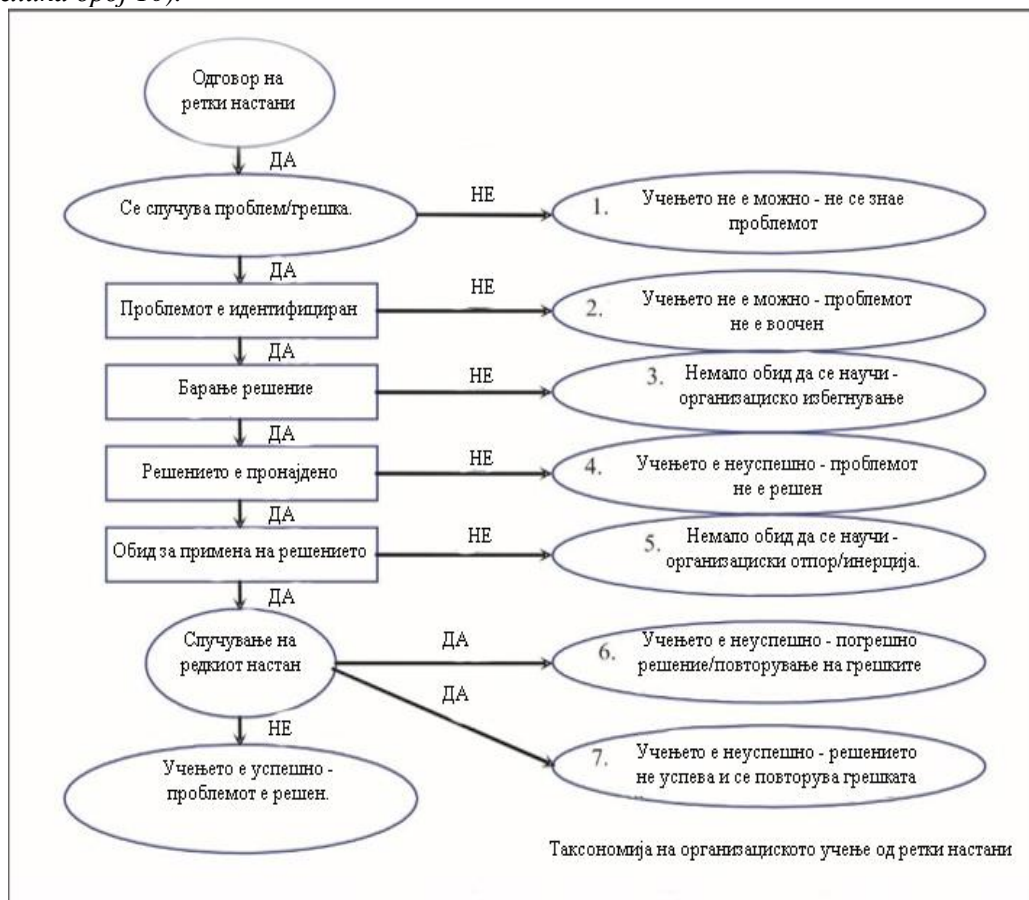 број 10).
Одговор на
ретки настани
ДА
Се случува проблем/грешка.
НЕ
1. Учењето не е можно - не се знае
проблемот
ДА
Проблемот е идентификиран
НЕ
2. Учењето не е можно - проблемот
не е воочен
ДА
Барање решение
НЕ
3. Немало обид да се научи -
организациско избегнување
ДА
Решението е пронајдено
НЕ
4. Учењето е неуспешно - проблемот
не е решен
ДА
Обид за примена на решението
НЕ
5. Немало обид да се научи -
организациски отпор/инерција.
ДА
Случување на
редкиот настан
ДА
6. Учењето е неуспешно - погрешно
решение/повторување на грешките
ДА
7. Учењето е неуспешно - решението
не успева и се повторува грешката
НЕ
Учењето е успешно -
проблемот е решен.
Таксономија на организациското учење од ретки настани